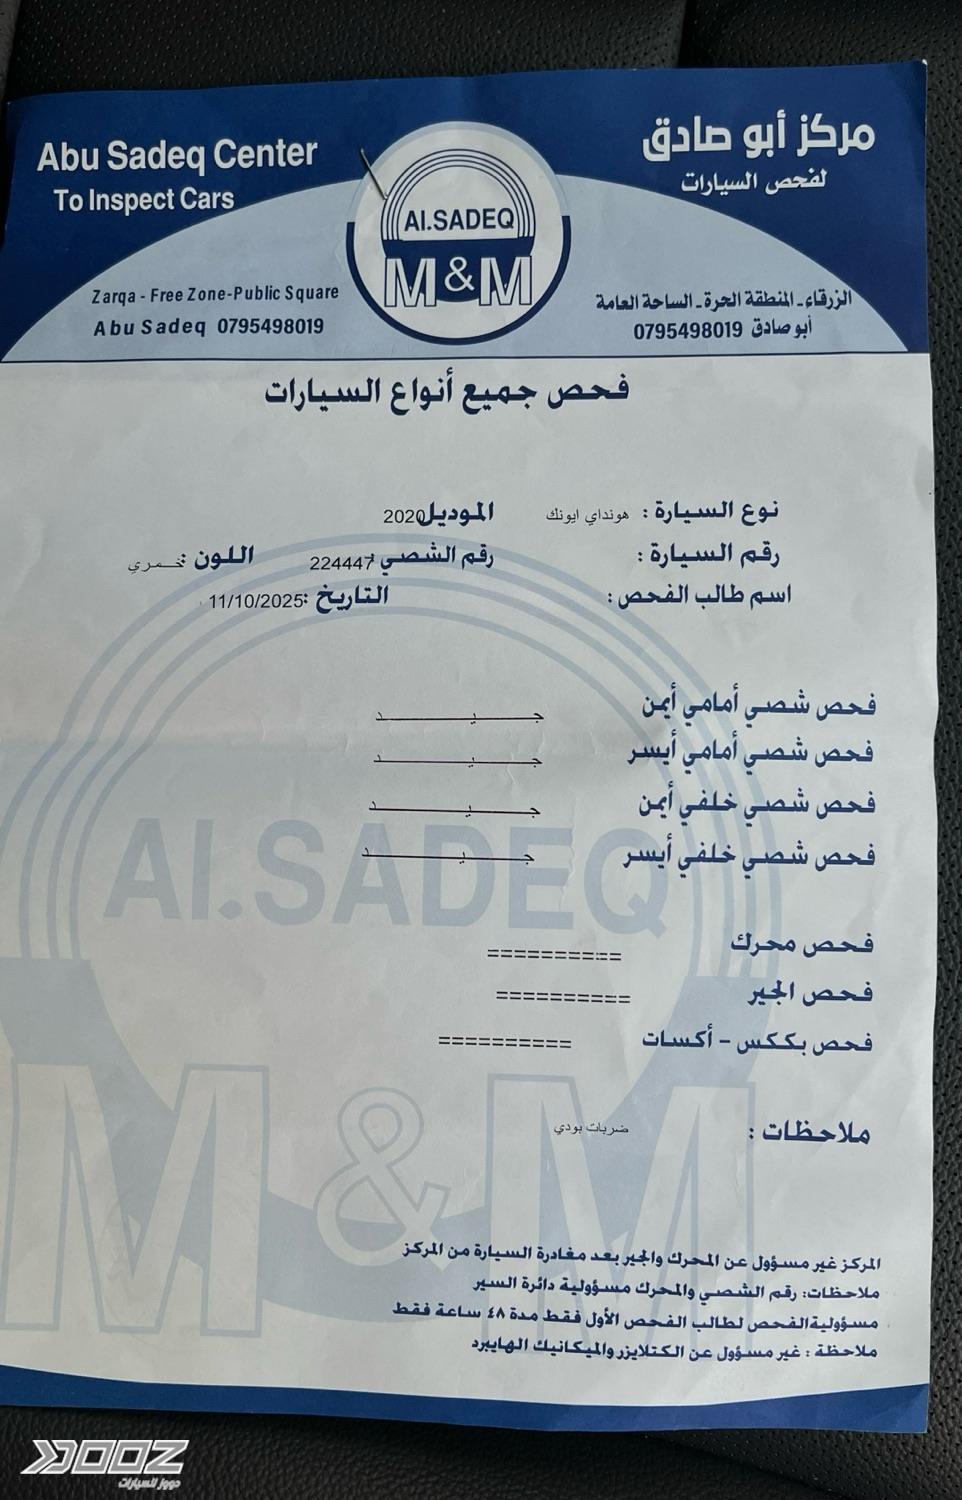 Abu Sadeq Center
To Inspect Cars
مركز أبو صادق
لفحص السيارات
Al.SADEQ
M&M
Zarqa - Free Zone-Public Square
Abu Sadeq 0795498019
الزرقاء - المنطقة الحرة - الساحة العامة
أبو صادق 0795498019
فحص جميع أنواع السيارات
نوع السيارة : هونداي ايونك الموديل 2020
رقم السيارة : رقم الشصي : 224447 اللون : خمري
اسم طالب الفحص : التاريخ : 11/10/2025
فحص شصي أمامي أيمن جـــــيـــــد
فحص شصي أمامي أيسر جـــــيـــــد
فحص شصي خلفي أيمن جـــــيـــــد
فحص شصي خلفي أيسر جـــــيـــــد
Al.SADEQ
M&M
فحص محرك ==========
فحص الجير ==========
فحص بككس - أكسات ==========
ملاحظات : ضربات بودي
المركز غير مسؤول عن المحرك والجير بعد مغادرة السيارة من المركز
ملاحظات: رقم الشصي والمحرك مسؤولية دائرة السير
مسؤولية الفحص لطالب الفحص الأول فقط مدة ٤٨ ساعة فقط
ملاحظة : غير مسؤول عن الكتلايزر والميكانيك الهايبرد
DOOZ
دووز للسيارات